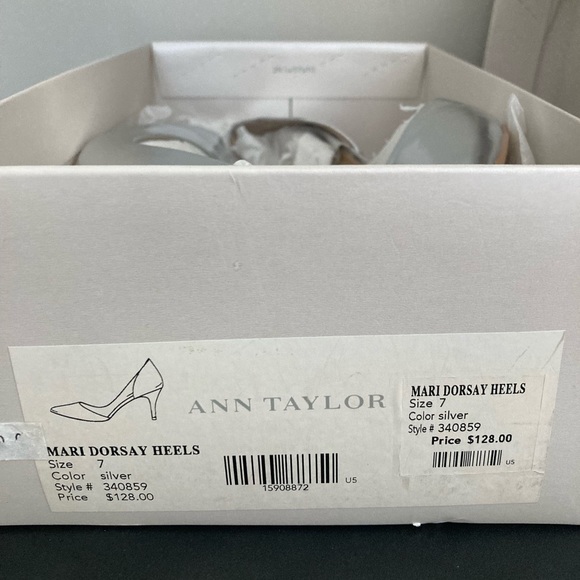 ANN TAYLOR
MARI DORSAY HEELS
Size 7
Color silver
Style # 340859
Price $128.00
15908872
US
MARI DORSAY HEELS
Size 7
Color silver
Style # 340859
Price $128.00
US